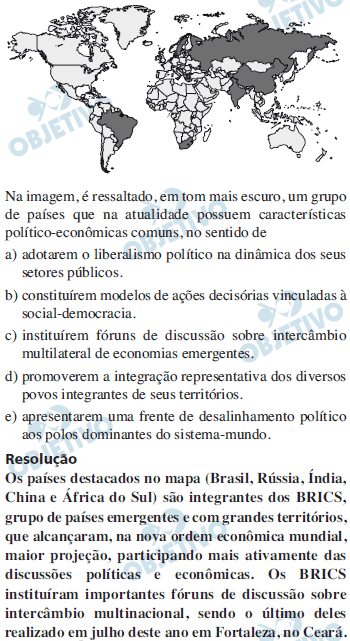 OBJETIVO
OBJETIVO
Na imagem, é ressaltado, em tom mais escuro, um grupo
de países que na atualidade possuem características
político-econômicas comuns, no sentido de
a) adotarem o liberalismo político na dinâmica dos seus
setores públicos.
b) constituírem modelos de ações decisórias vinculadas à
social-democracia.
c) instituírem fóruns de discussão sobre intercâmbio
multilateral de economias emergentes.
d) promoverem a integração representativa dos diversos
povos integrantes de seus territórios.
e) apresentarem uma frente de desalinhamento político
aos polos dominantes do sistema-mundo.
Resolução
Os países destacados no mapa (Brasil, Rússia, Índia,
China e África do Sul) são integrantes dos BRICS,
grupo de países emergentes e com grandes territórios,
que alcançaram, na nova ordem econômica mundial,
maior projeção, participando mais ativamente das
discussões políticas e econômicas. Os BRICS
instituíram importantes fóruns de discussão sobre
intercâmbio multinacional, sendo o último deles
realizado em julho deste ano em Fortaleza, no Ceará.